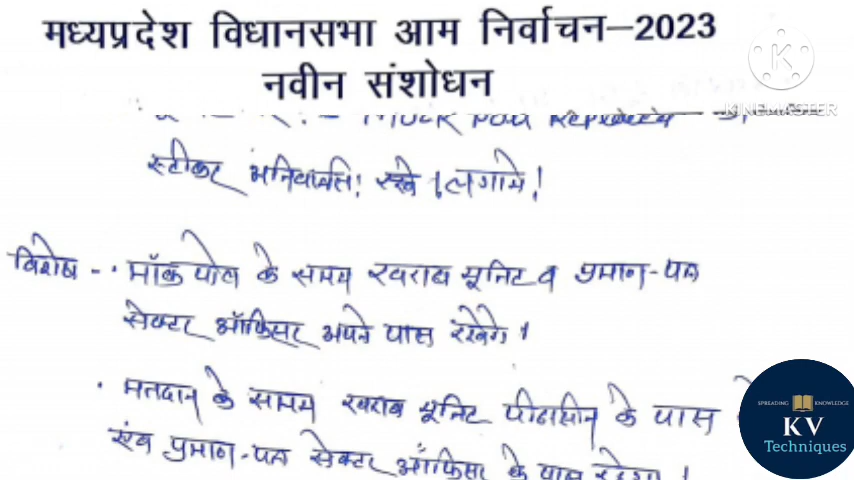 मध्यप्रदेश विधानसभा आम निर्वाचन–2023
नवीन संशोधन
KINEMASTER
Mock Poll Replaced
स्टीकर अनिवार्यतः रखे । लगाये !
विशेष - • मॉक पोल के समय खराब यूनिट व प्रमाण-पत्र
सेक्टर ऑफिसर अपने पास रखेंगे ।
• मतदान के समय खराब यूनिट पीठासीन के पास
एंव प्रमाण-पत्र सेक्टर ऑफिसर के पास रहेगा ।
SPREADING KNOWLEDGE
KV
Techniques